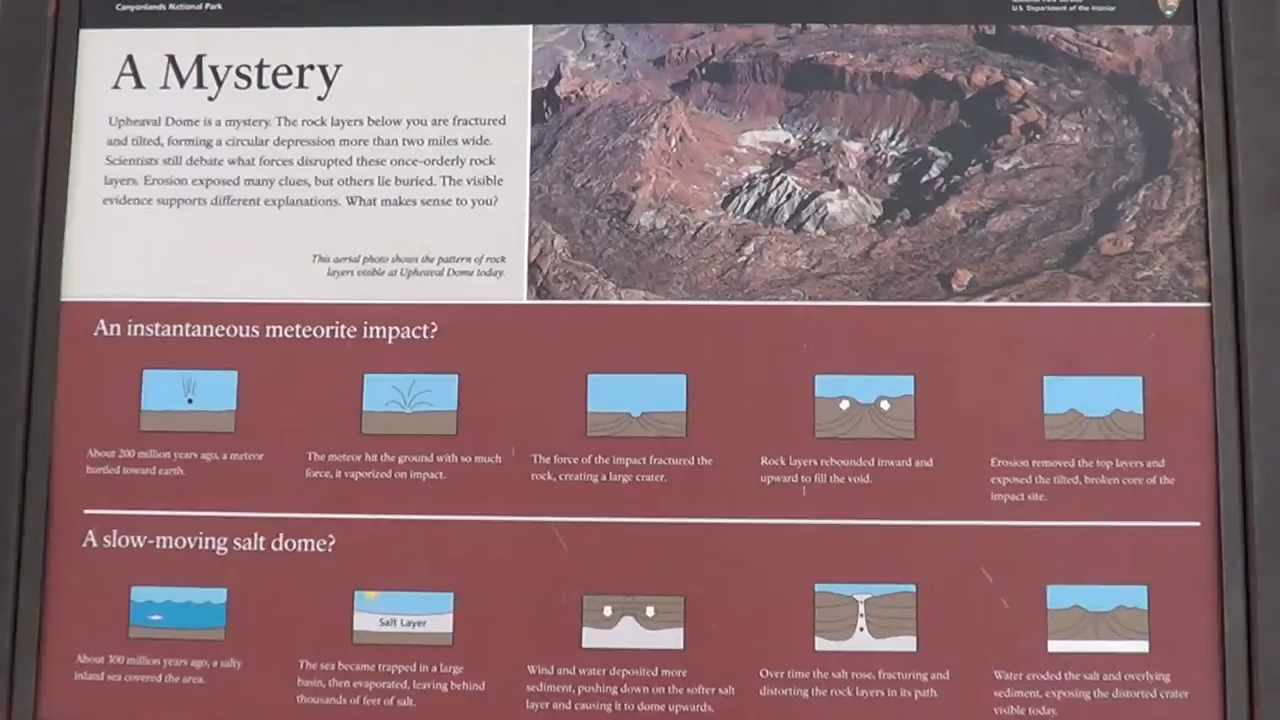 Canyonlands National Park
U.S. Department of the Interior
A Mystery
Upheaval Dome is a mystery. The rock layers below you are fractured
and tilted, forming a circular depression more than two miles wide.
Scientists still debate what forces disrupted these once-orderly rock
layers. Erosion exposed many clues, but others lie buried. The visible
evidence supports different explanations. What makes sense to you?
This aerial photo shows the pattern of rock
layers visible at Upheaval Dome today.
An instantaneous meteorite impact?
About 200 million years ago, a meteor
hurtled toward earth.
The meteor hit the ground with so much
force, it vaporized on impact.
The force of the impact fractured the
rock, creating a large crater.
Rock layers rebounded inward and
upward to fill the void.
Erosion removed the top layers and
exposed the tilted, broken core of the
impact site.
A slow-moving salt dome?
Salt Layer
About 300 million years ago, a salty
inland sea covered the area.
The sea became trapped in a large
basin, then evaporated, leaving behind
thousands of feet of salt.
Wind and water deposited more
sediment, pushing down on the softer salt
layer and causing it to dome upwards.
Over time the salt rose, fracturing and
distorting the rock layers in its path.
Water eroded the salt and overlying
sediment, exposing the distorted crater
visible today.